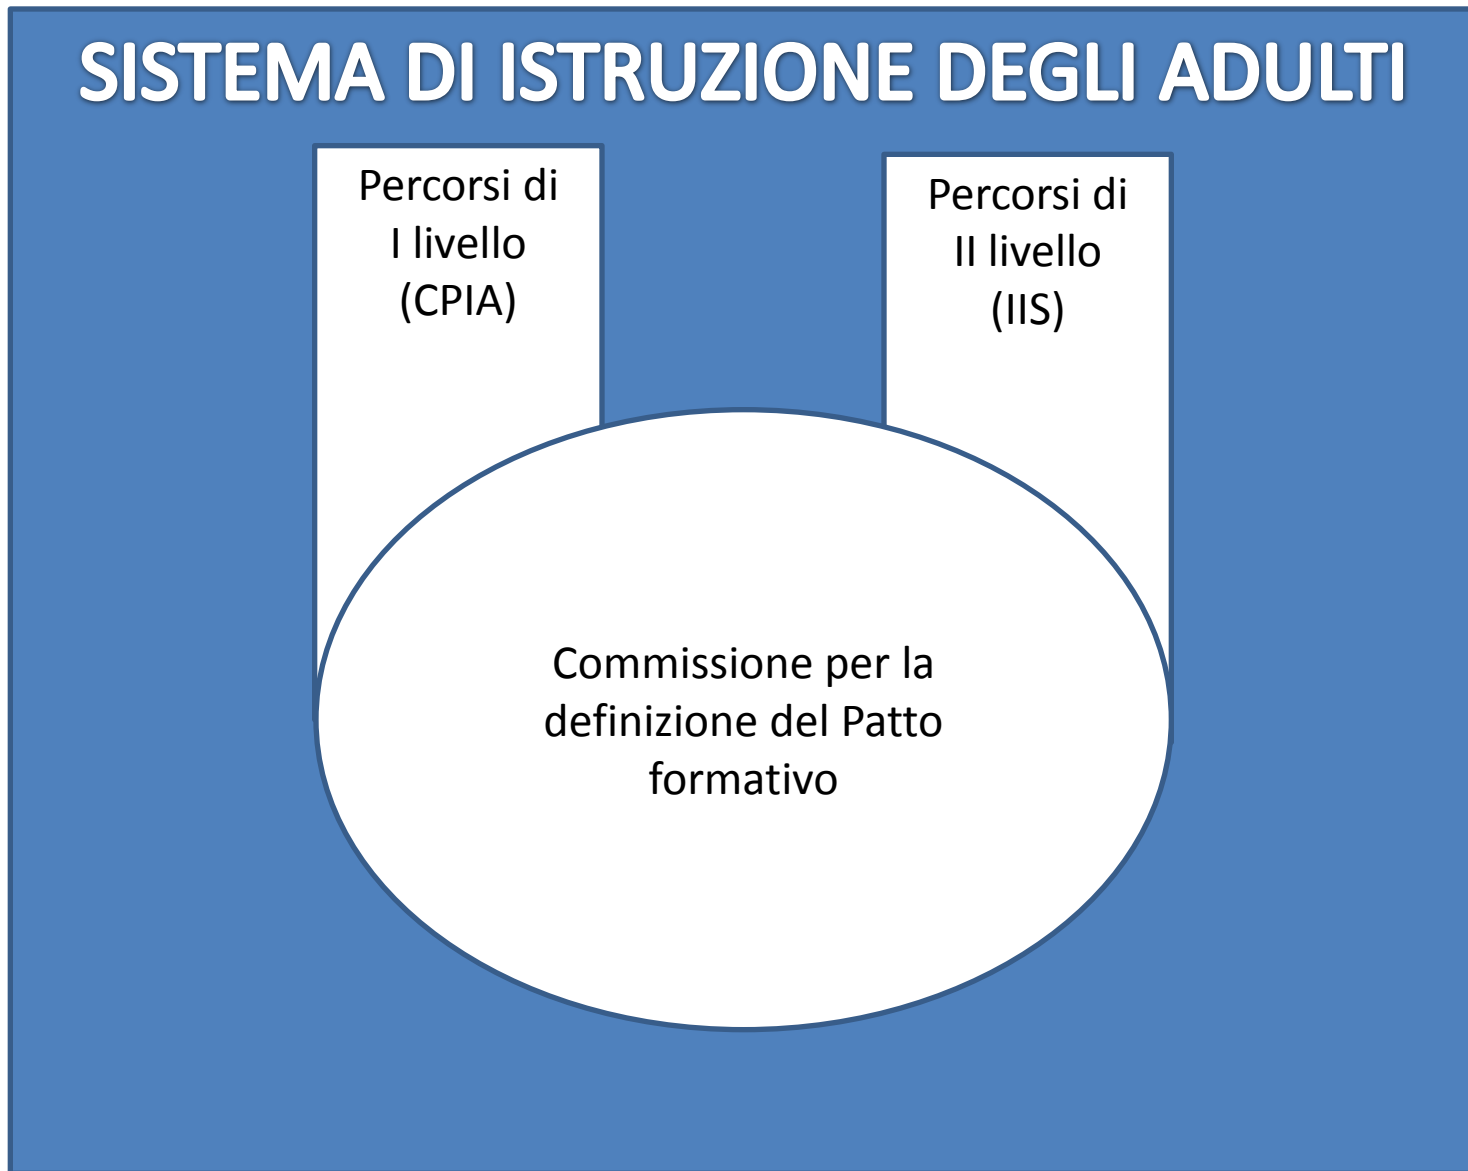 SISTEMA DI ISTRUZIONE DEGLI ADULTI
Percorsi di
I livello
(CPIA)
Percorsi di
II livello
(IIS)
Commissione per la
definizione del Patto
formativo